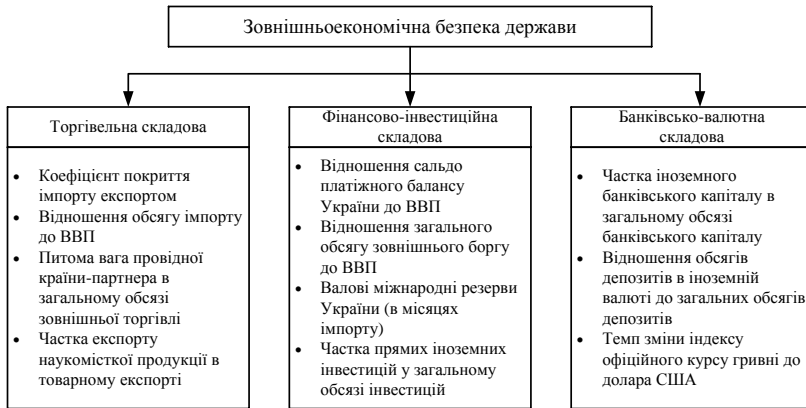 Зовнішньоекономічна безпека держави
Торгівельна складова
• Коефіцієнт покриття
імпорту експортом
• Відношення обсягу імпорту
до ВВП
• Питома вага провідної
країни-партнера в
загальному обсязі
зовнішньої торгівлі
• Частка експорту
наукомісткої продукції в
товарному експорті
Фінансово-інвестиційна
складова
• Відношення сальдо
платіжного балансу
України до ВВП
• Відношення загального
обсягу зовнішнього боргу
до ВВП
• Валові міжнародні резерви
України (в місяцях
імпорту)
• Частка прямих іноземних
інвестицій у загальному
обсязі інвестицій
Банківсько-валютна
складова
• Частка іноземного
банківського капіталу в
загальному обсязі
банківського капіталу
• Відношення обсягів
депозитів в іноземній
валюті до загальних обсягів
депозитів
• Темп зміни індексу
офіційного курсу гривні до
долара США